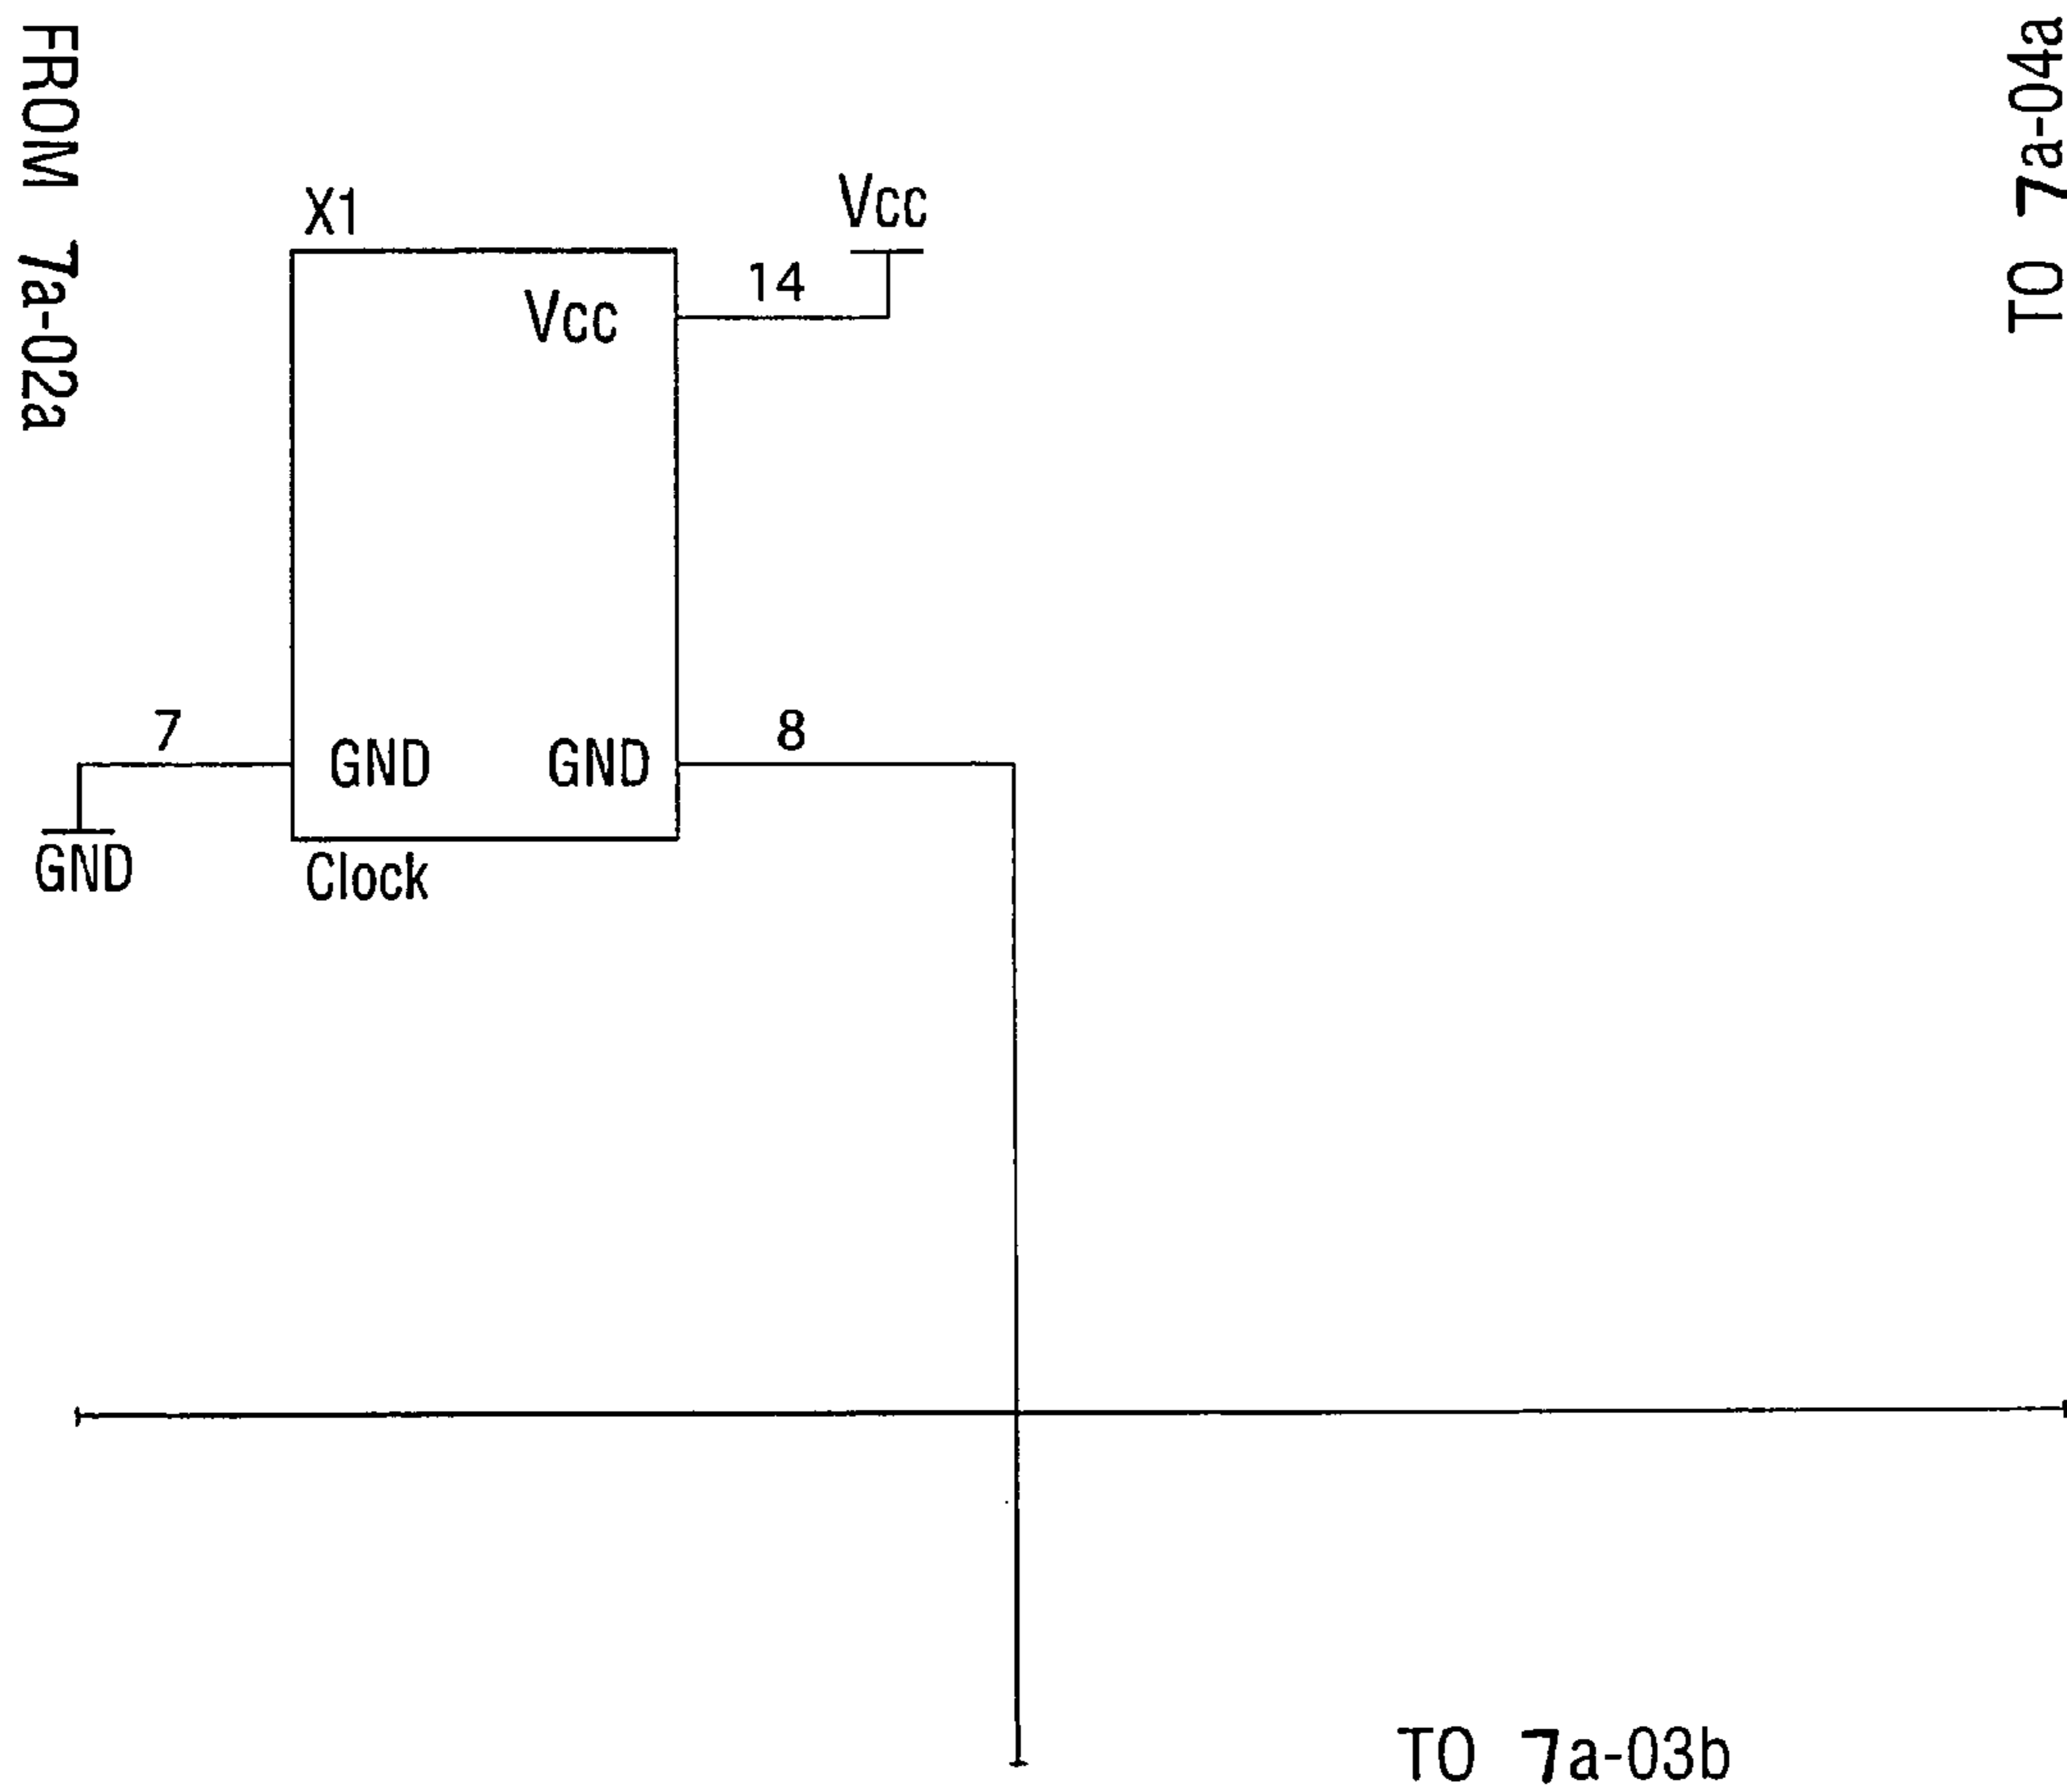 FROM 7a-02a
TO 7a-04a
X1
Vcc
14
Vcc
7
8
GND
GND
GND
Clock
TO 7a-03b